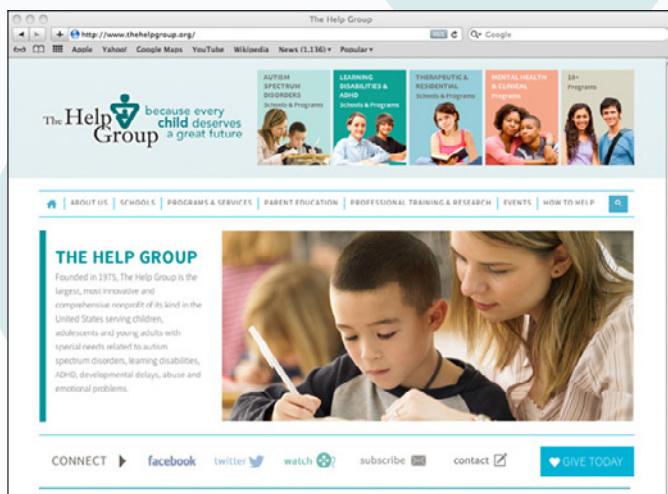 The Help Group
http://www.thehelpgroup.org/
RSS
Google
Apple Yahoo! Google Maps YouTube Wikipedia News (1,136) Popular
The Help Group
because every
child deserves
a great future
AUTISM
SPECTRUM
DISORDERS
Schools & Programs
LEARNING
DISABILITIES &
ADHD
Schools & Programs
THERAPEUTIC &
RESIDENTIAL
Schools & Programs
MENTAL HEALTH
& CLINICAL
Programs
18+
Programs
ABOUT US SCHOOLS PROGRAMS & SERVICES PARENT EDUCATION PROFESSIONAL TRAINING & RESEARCH EVENTS HOW TO HELP
THE HELP GROUP
Founded in 1975, The Help Group is the
largest, most innovative and
comprehensive nonprofit of its kind in the
United States serving children,
adolescents and young adults with
special needs related to autism
spectrum disorders, learning disabilities,
ADHD, developmental delays, abuse and
emotional problems.
CONNECT facebook twitter watch subscribe contact GIVE TODAY